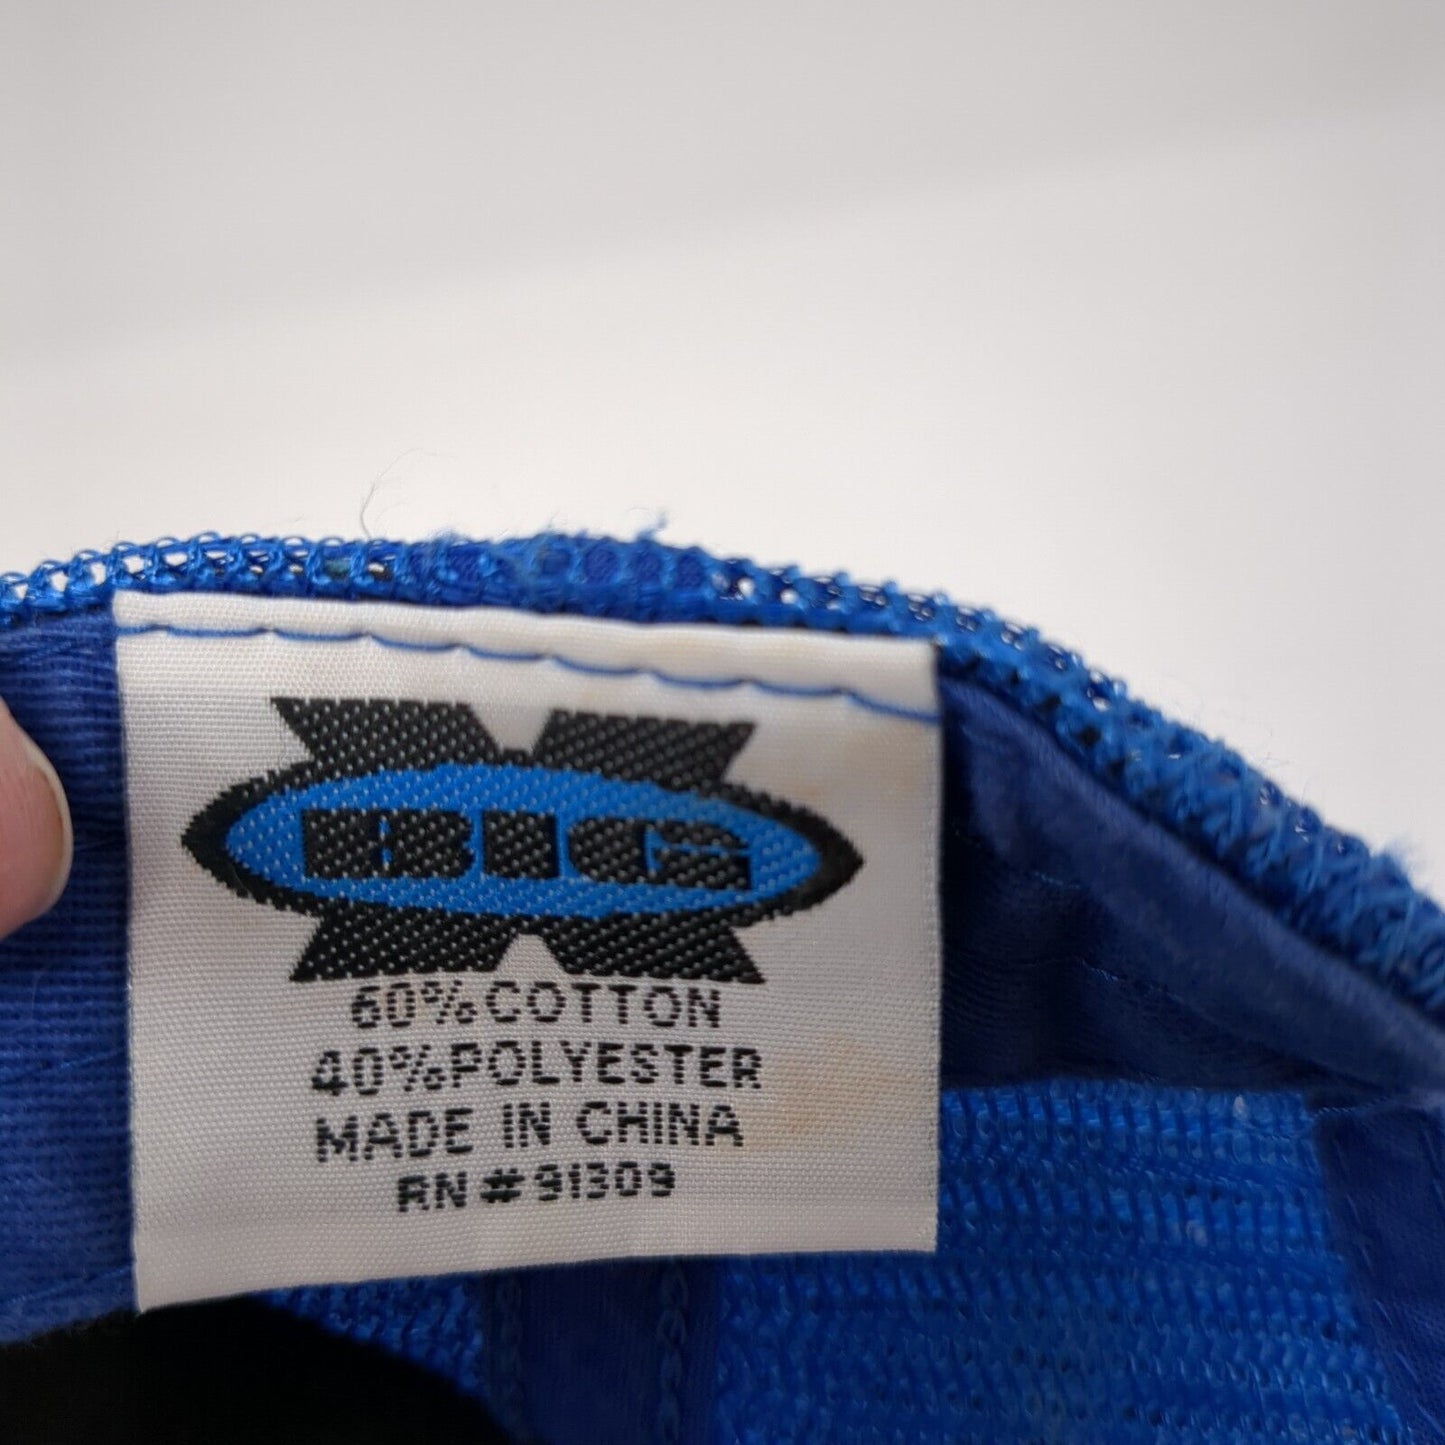 BIG
60% COTTON
40% POLYESTER
MADE IN CHINA
RN # 91309